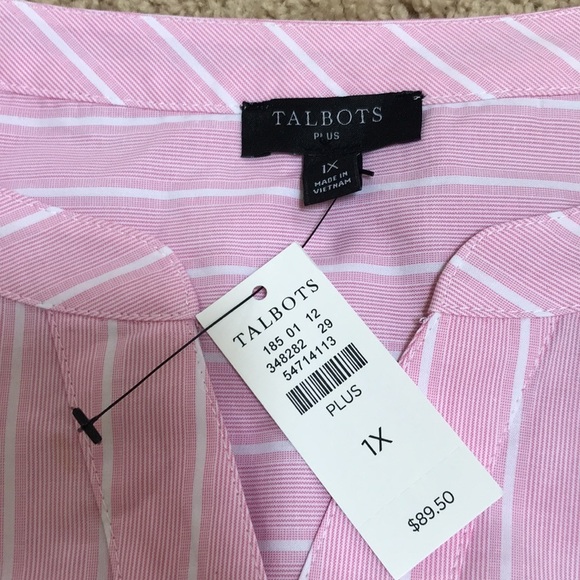 TALBOTS
PLUS
1X
MADE IN
VIETNAM
TALBOTS
185 01 12
348282 29
54714113
PLUS
1X
$89.50